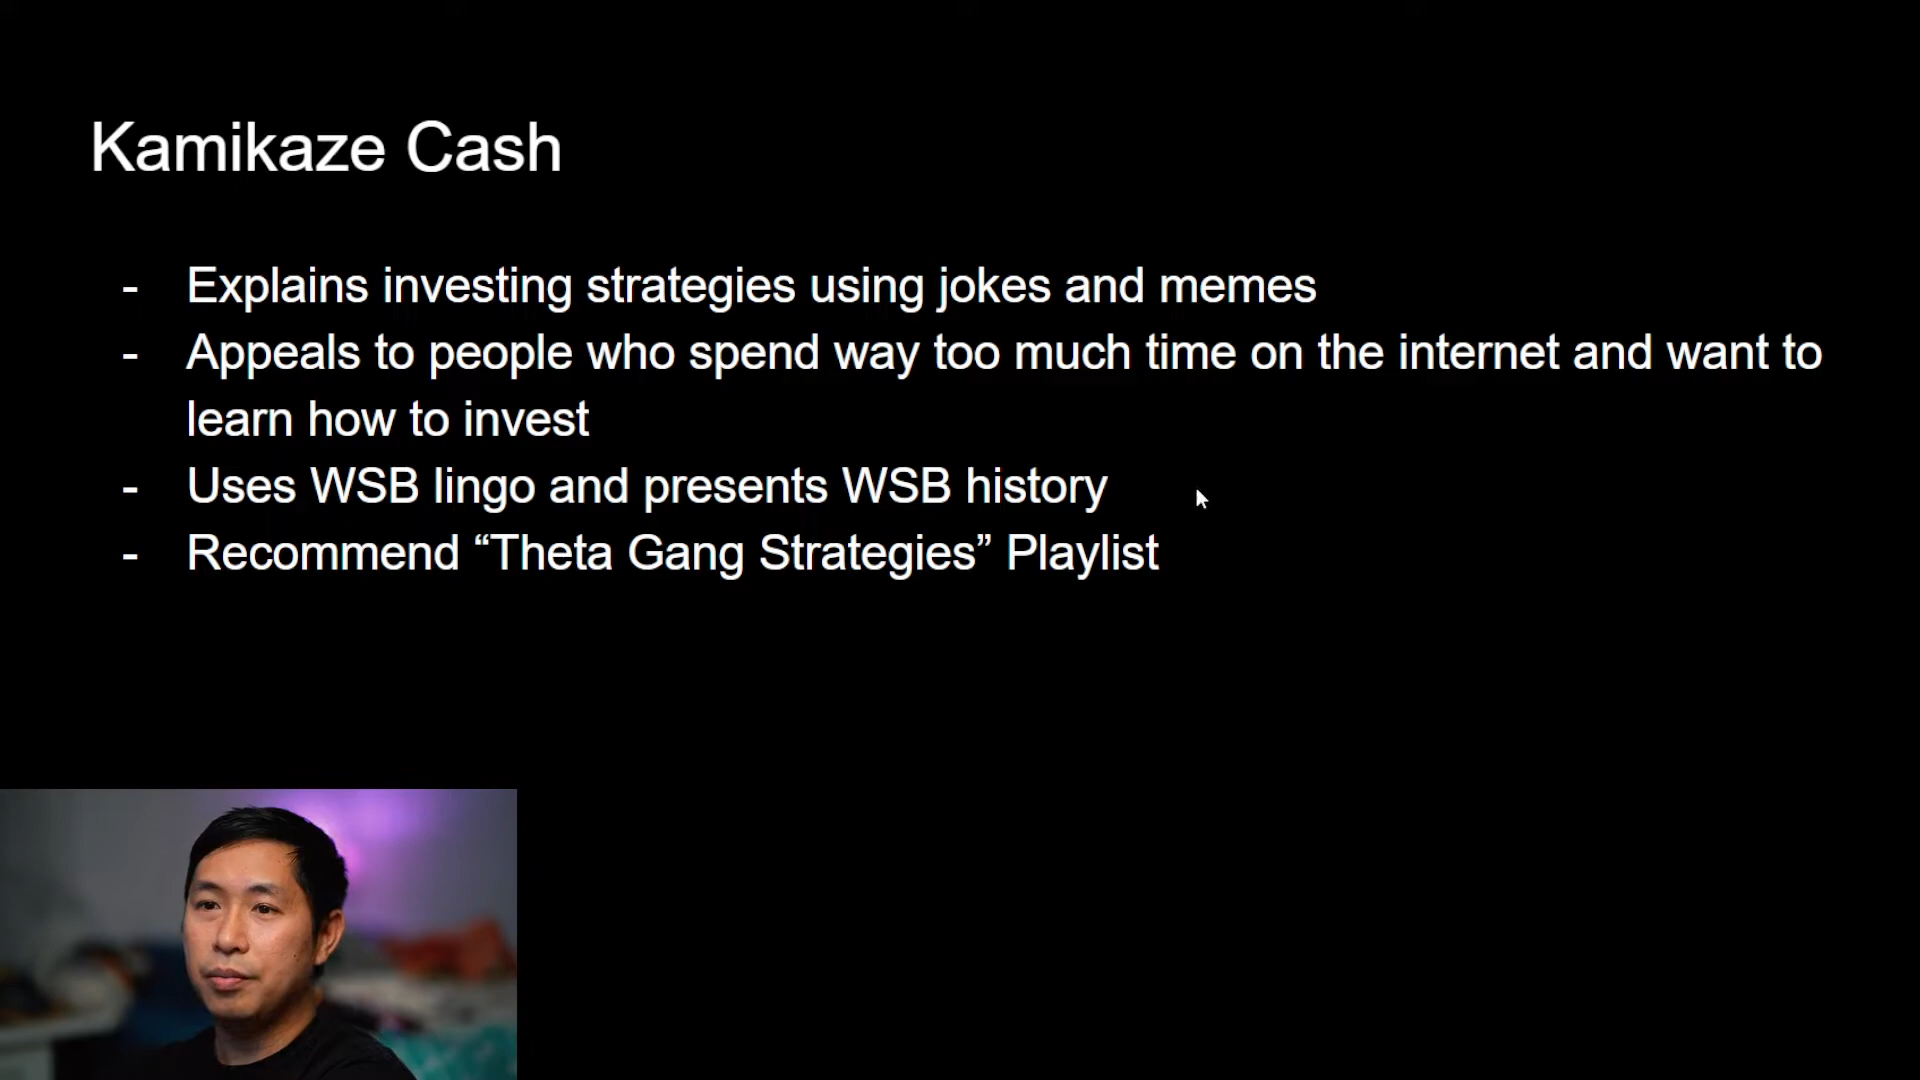 Kamikaze Cash
- Explains investing strategies using jokes and memes
- Appeals to people who spend way too much time on the internet and want to
learn how to invest
- Uses WSB lingo and presents WSB history
- Recommend “Theta Gang Strategies” Playlist